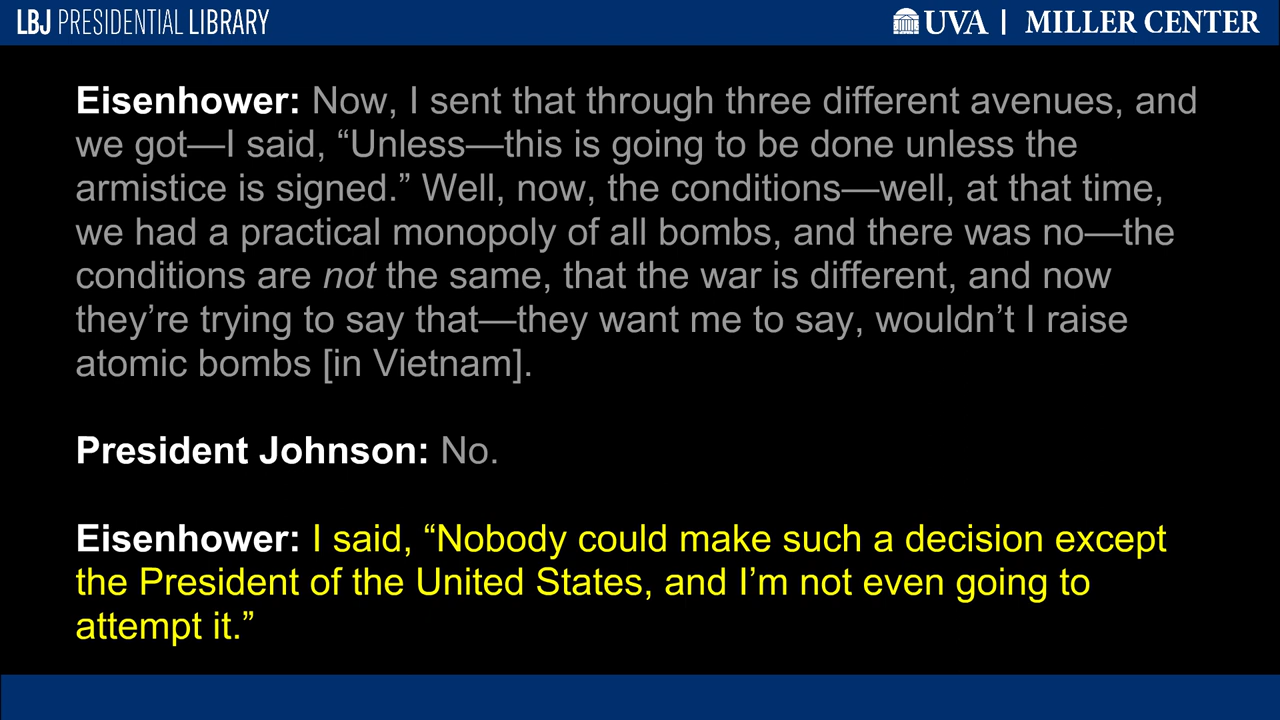 LBJ PRESIDENTIAL LIBRARY
UVA | MILLER CENTER
Eisenhower: Now, I sent that through three different avenues, and
we got—I said, “Unless—this is going to be done unless the
armistice is signed.” Well, now, the conditions—well, at that time,
we had a practical monopoly of all bombs, and there was no—the
conditions are not the same, that the war is different, and now
they’re trying to say that—they want me to say, wouldn’t I raise
atomic bombs [in Vietnam].
President Johnson: No.
Eisenhower: I said, “Nobody could make such a decision except
the President of the United States, and I’m not even going to
attempt it.”